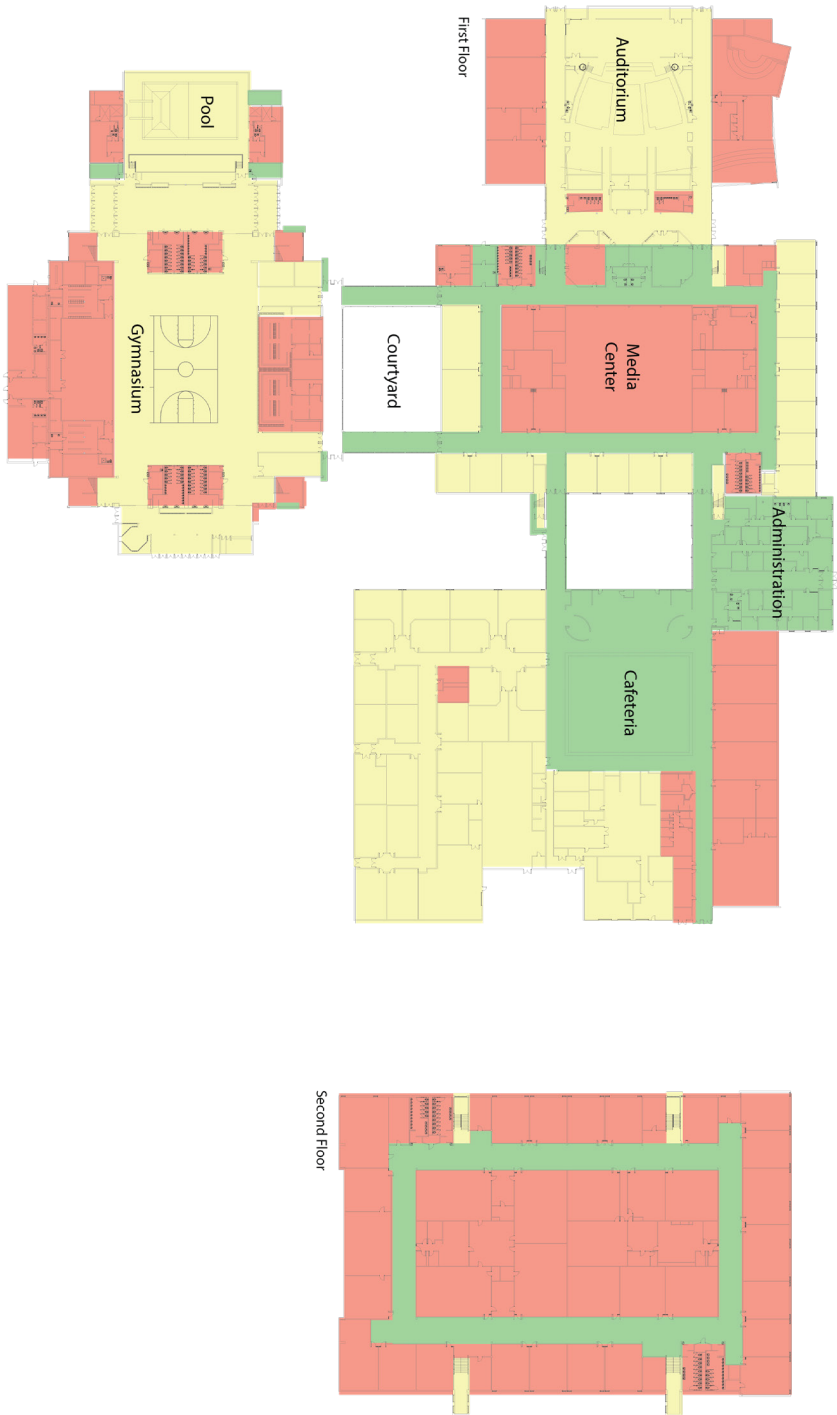 First Floor
Auditorium
Pool
Gymnasium
Courtyard
Media
Center
Administration
Cafeteria
Second Floor